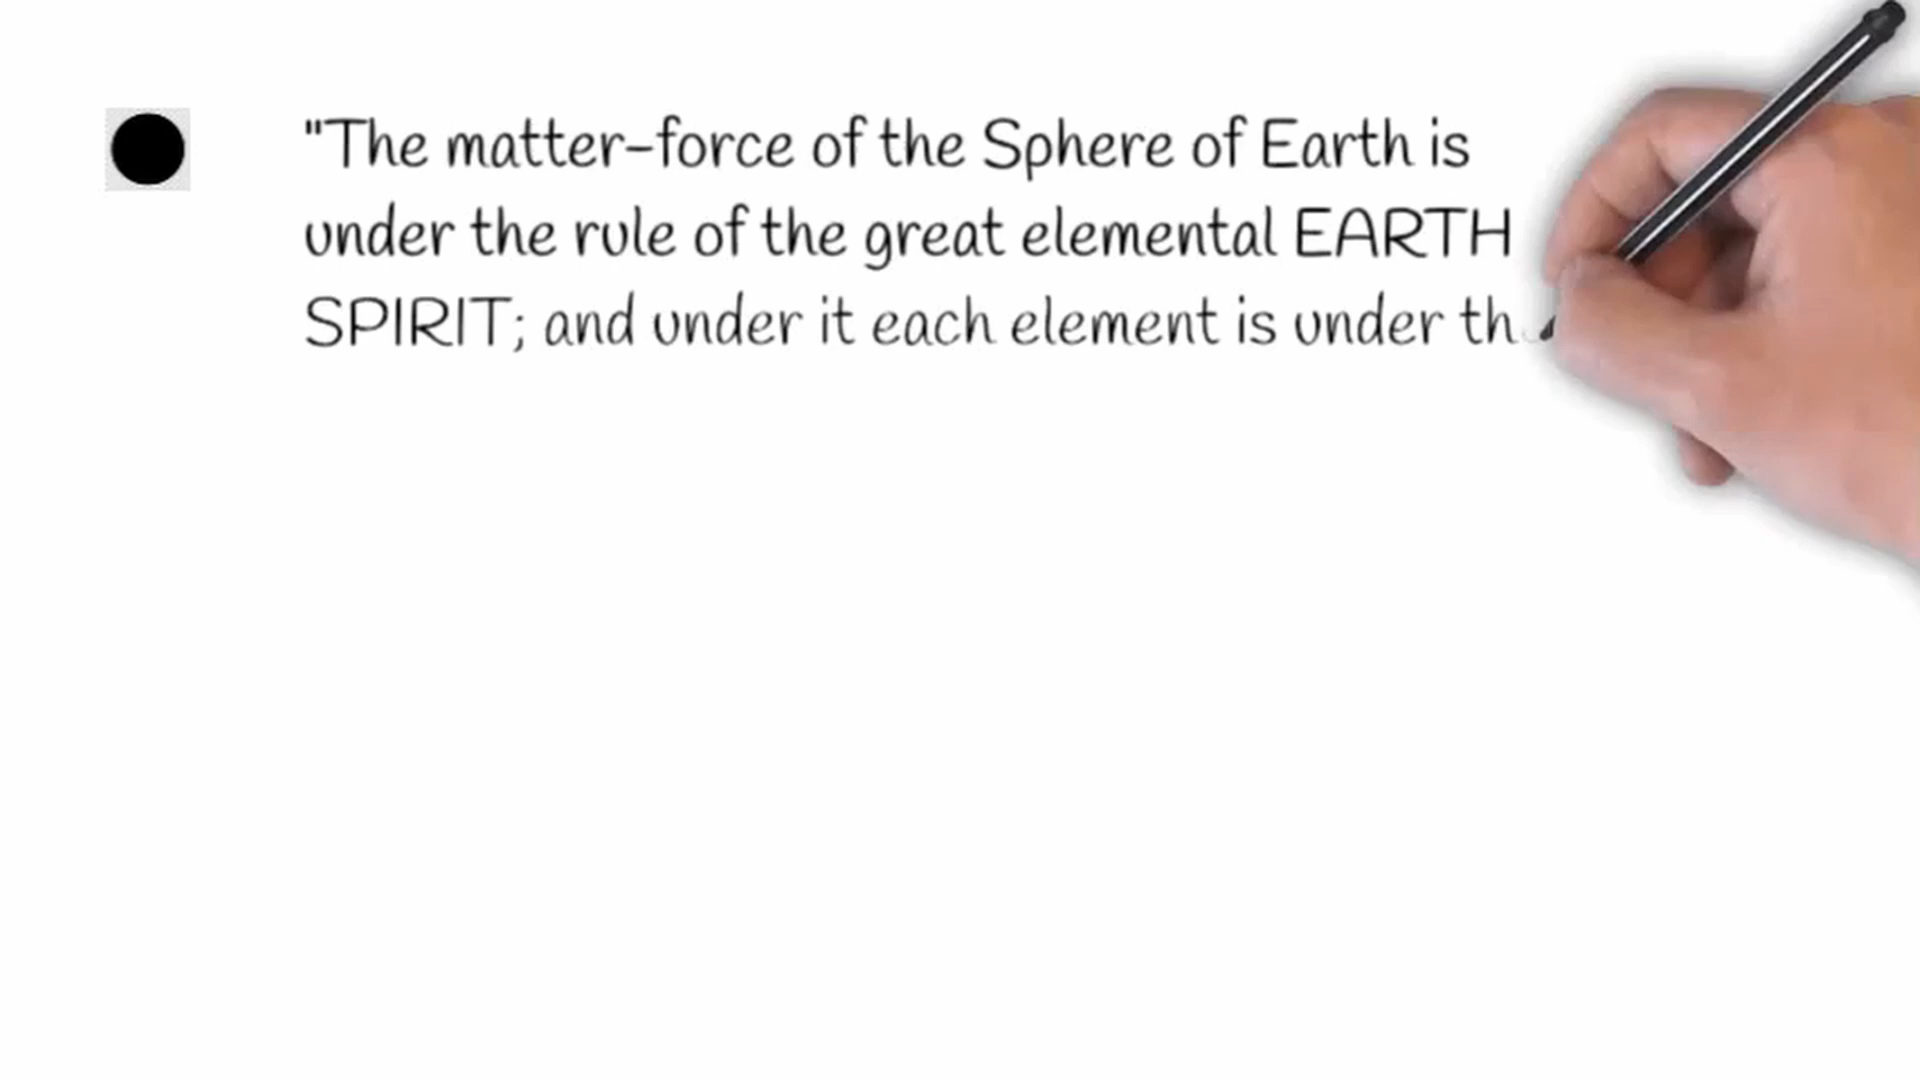 "The matter-force of the Sphere of Earth is
under the rule of the great elemental EARTH
SPIRIT; and under it each element is under th